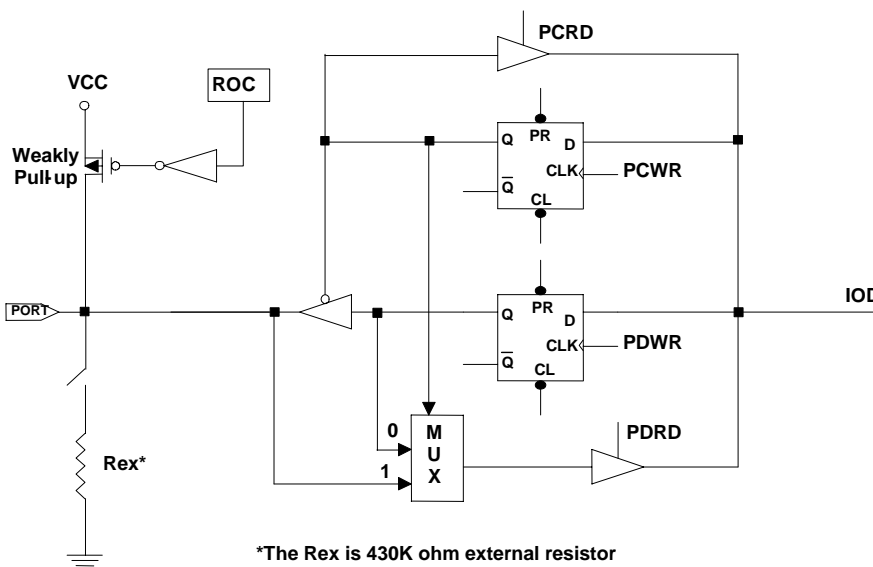 PCRD
VCC
ROC
Weakly
Pull-up
Q
PR
D
CLK
PCWR
Q
CL
PORT
IOD
Q
PR
D
CLK
PDWR
Q
CL
0
1
M
U
X
PDRD
Rex*
*The Rex is 430K ohm external resistor